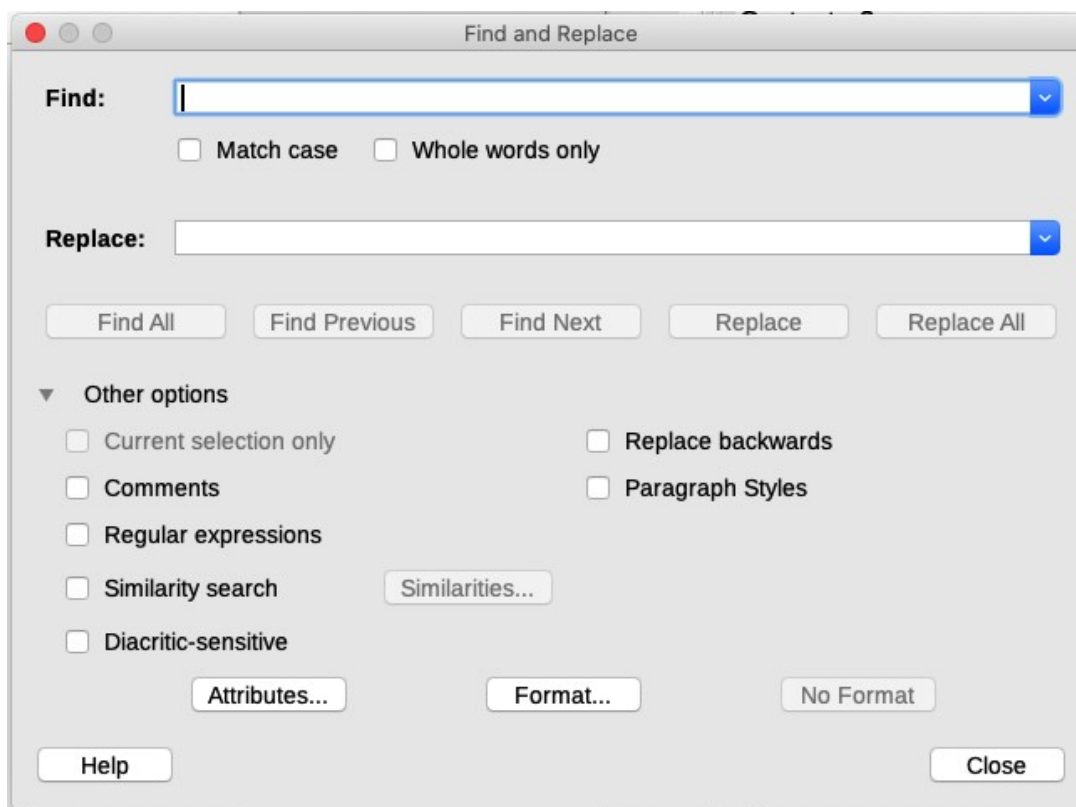 Find and Replace
Find:
Match case Whole words only
Replace:
Find All Find Previous Find Next Replace Replace All
Other options
Current selection only Replace backwards
Comments Paragraph Styles
Regular expressions
Similarity search Similarities...
Diacritic-sensitive
Attributes... Format... No Format
Help Close